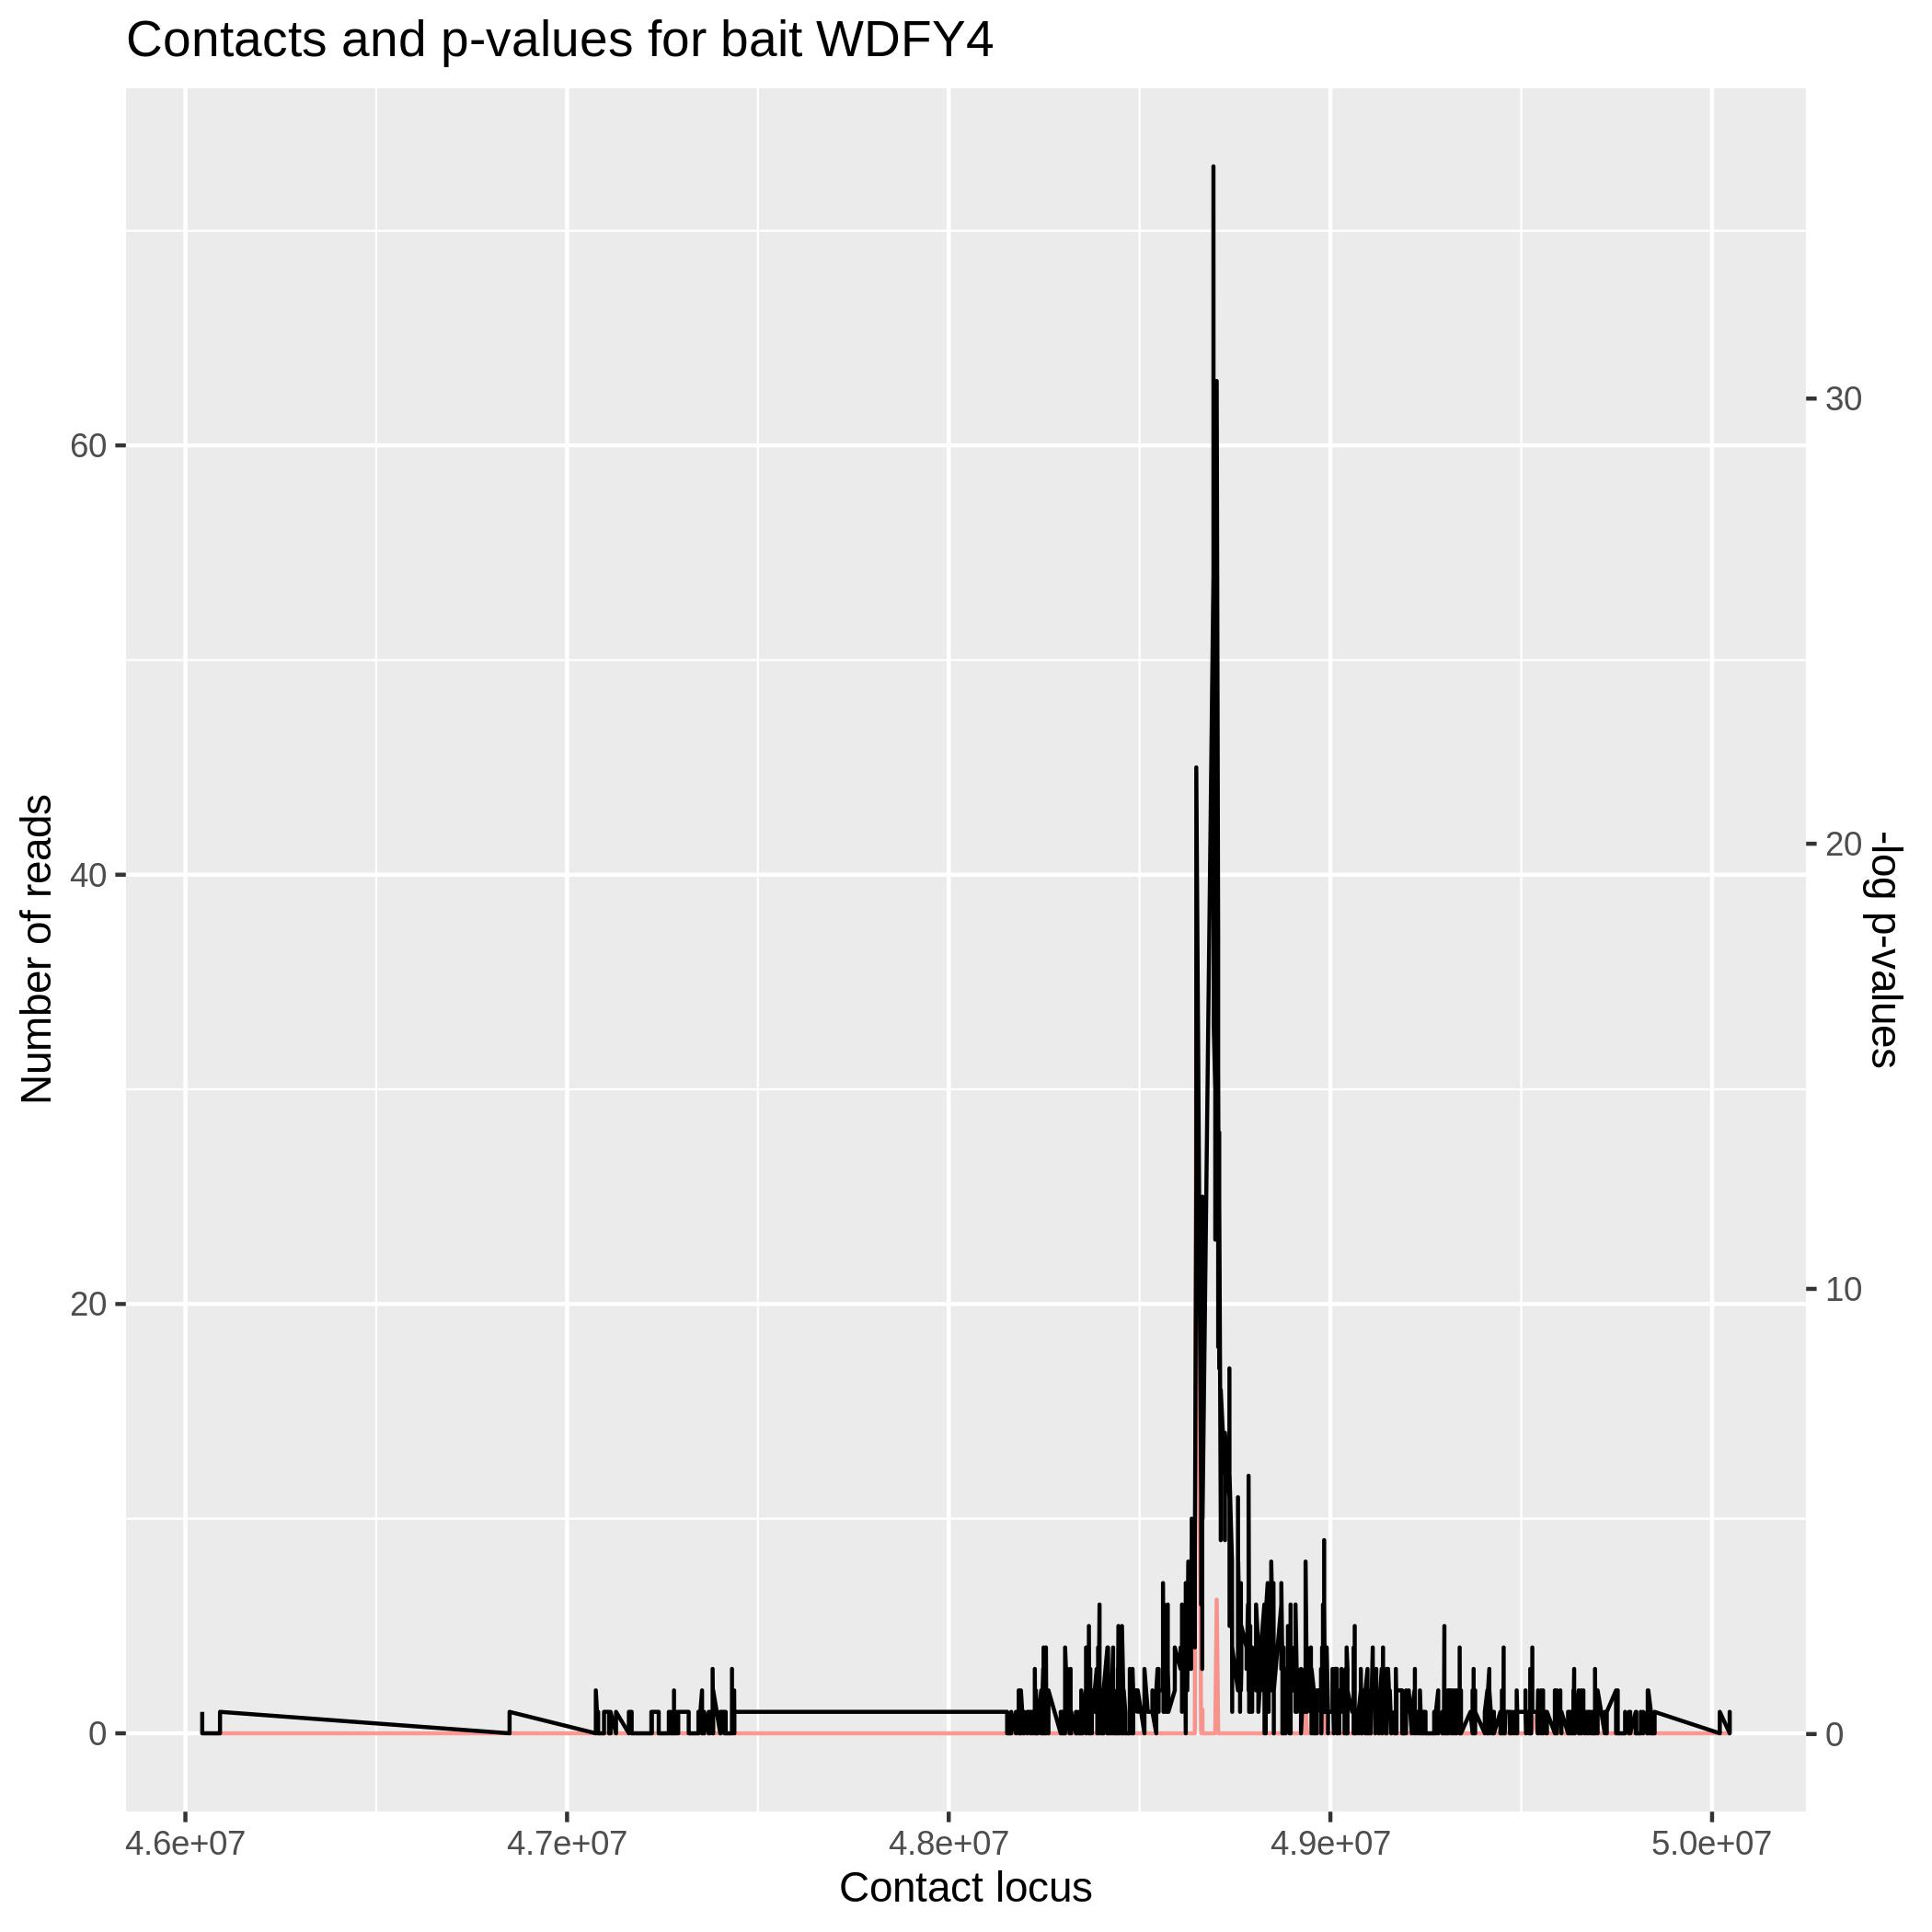 Contacts and p-values for bait WDFY4
Number of reads
60
40
20
0
30
20
10
0
-log p-values
4.6e+07 4.7e+07 4.8e+07 4.9e+07 5.0e+07
Contact locus